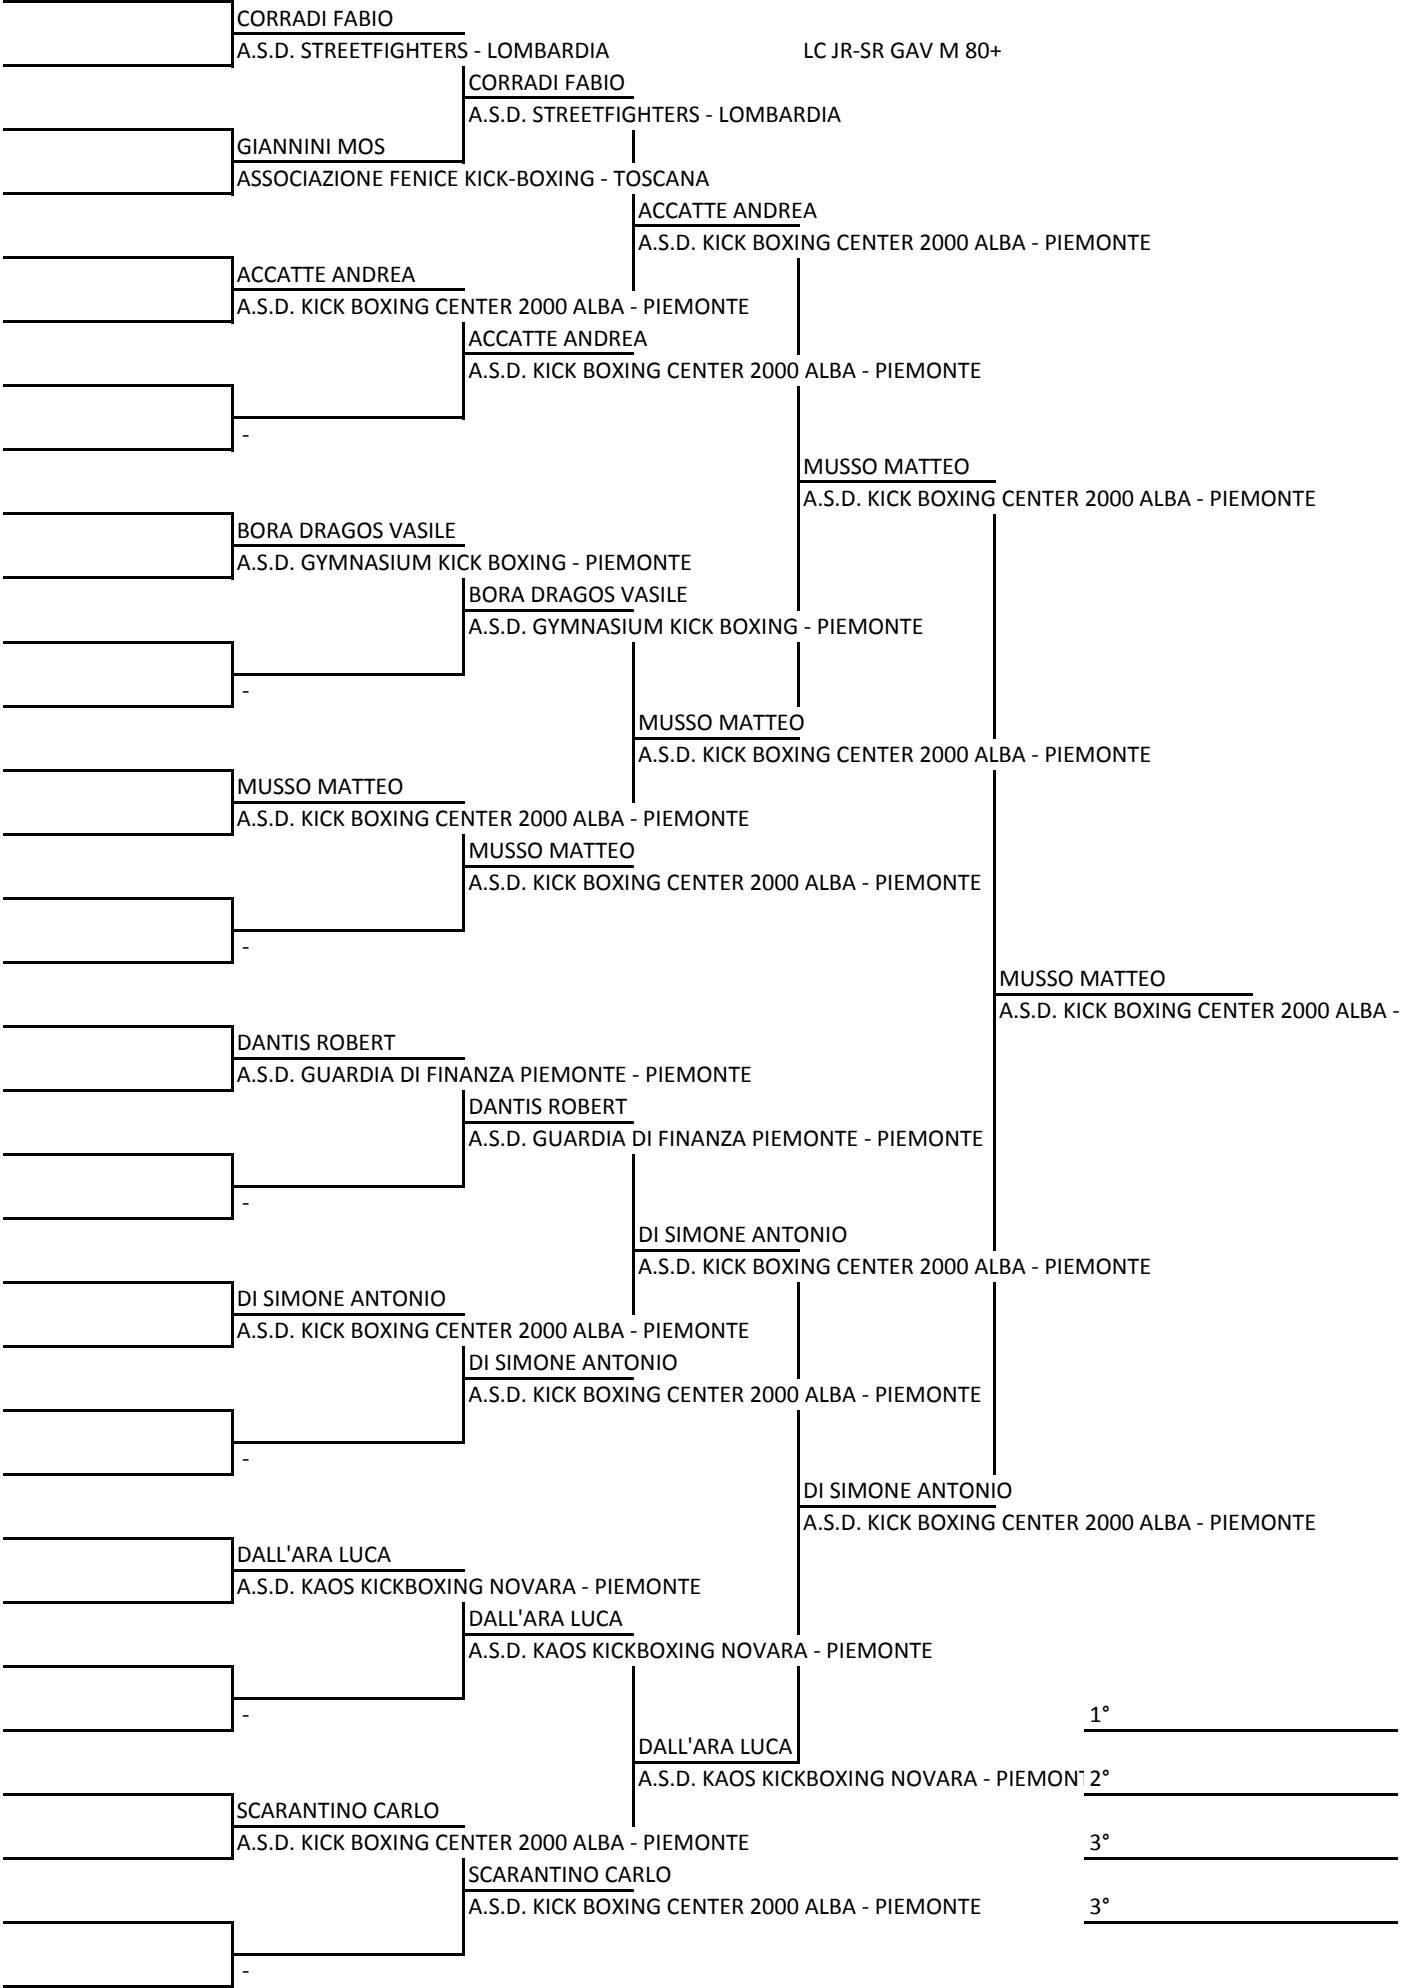 CORRADI FABIO
A.S.D. STREETFIGHTERS - LOMBARDIA
LC JR-SR GAV M 80+
CORRADI FABIO
A.S.D. STREETFIGHTERS - LOMBARDIA
GIANNINI MOS
ASSOCIAZIONE FENICE KICK-BOXING - TOSCANA
ACCATTE ANDREA
A.S.D. KICK BOXING CENTER 2000 ALBA - PIEMONTE
ACCATTE ANDREA
A.S.D. KICK BOXING CENTER 2000 ALBA - PIEMONTE
ACCATTE ANDREA
A.S.D. KICK BOXING CENTER 2000 ALBA - PIEMONTE
-
MUSSO MATTEO
A.S.D. KICK BOXING CENTER 2000 ALBA - PIEMONTE
BORA DRAGOS VASILE
A.S.D. GYMNASIUM KICK BOXING - PIEMONTE
BORA DRAGOS VASILE
A.S.D. GYMNASIUM KICK BOXING - PIEMONTE
-
MUSSO MATTEO
A.S.D. KICK BOXING CENTER 2000 ALBA - PIEMONTE
MUSSO MATTEO
A.S.D. KICK BOXING CENTER 2000 ALBA - PIEMONTE
MUSSO MATTEO
A.S.D. KICK BOXING CENTER 2000 ALBA - PIEMONTE
-
MUSSO MATTEO
A.S.D. KICK BOXING CENTER 2000 ALBA -
DANTIS ROBERT
A.S.D. GUARDIA DI FINANZA PIEMONTE - PIEMONTE
DANTIS ROBERT
A.S.D. GUARDIA DI FINANZA PIEMONTE - PIEMONTE
-
DI SIMONE ANTONIO
A.S.D. KICK BOXING CENTER 2000 ALBA - PIEMONTE
DI SIMONE ANTONIO
A.S.D. KICK BOXING CENTER 2000 ALBA - PIEMONTE
DI SIMONE ANTONIO
A.S.D. KICK BOXING CENTER 2000 ALBA - PIEMONTE
-
DI SIMONE ANTONIO
A.S.D. KICK BOXING CENTER 2000 ALBA - PIEMONTE
DALL'ARA LUCA
A.S.D. KAOS KICKBOXING NOVARA - PIEMONTE
DALL'ARA LUCA
A.S.D. KAOS KICKBOXING NOVARA - PIEMONTE
-
1°
DALL'ARA LUCA
A.S.D. KAOS KICKBOXING NOVARA - PIEMONT
2°
SCARANTINO CARLO
A.S.D. KICK BOXING CENTER 2000 ALBA - PIEMONTE
3°
SCARANTINO CARLO
A.S.D. KICK BOXING CENTER 2000 ALBA - PIEMONTE
3°
-